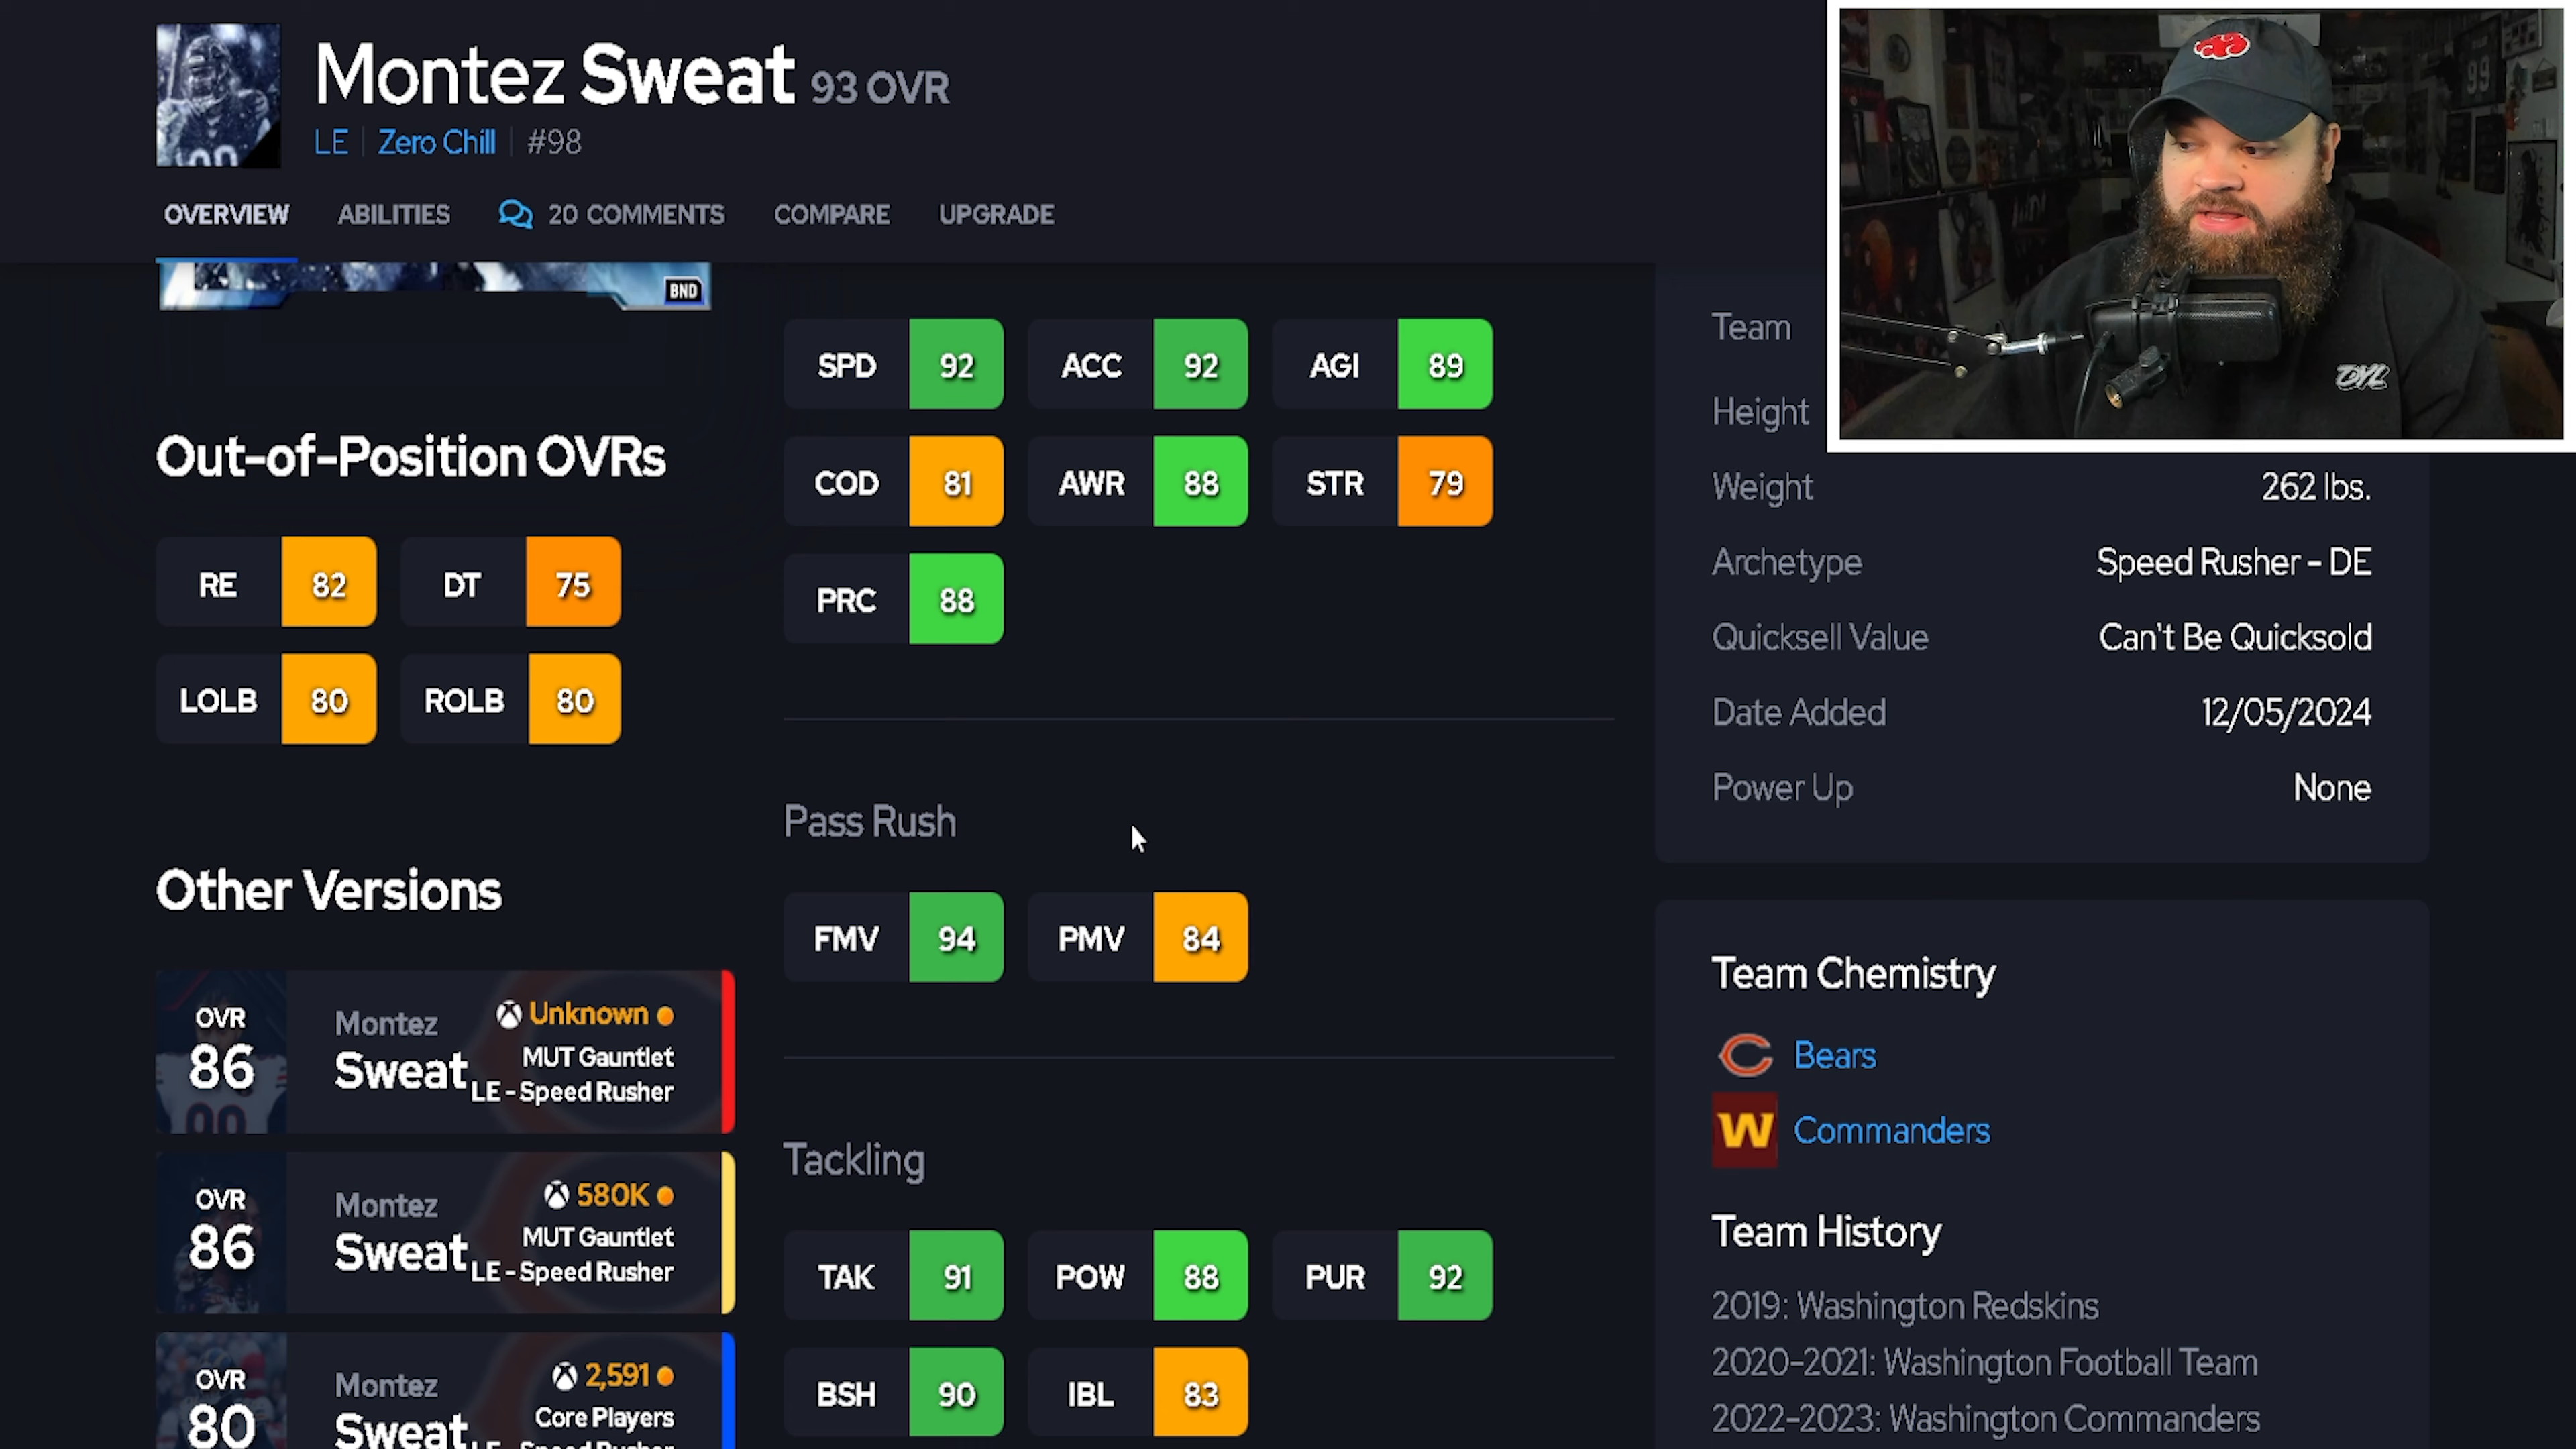 Montez Sweat 93 OVR
LE | Zero Chill | #98
OVERVIEW ABILITIES 20 COMMENTS COMPARE UPGRADE
BND
Out-of-Position OVRs
RE 82 DT 75
LOLB 80 ROLB 80
Other Versions
OVR 86 Montez Sweat Unknown
MUT Gauntlet
LE - Speed Rusher
OVR 86 Montez Sweat 580K
MUT Gauntlet
LE - Speed Rusher
OVR 80 Montez Sweat 2,591
Core Players
LE - Speed Rusher
SPD 92 ACC 92 AGI 89
COD 81 AWR 88 STR 79
PRC 88
Pass Rush
FMV 94 PMV 84
Tackling
TAK 91 POW 88 PUR 92
BSH 90 IBL 83
Team
Height
Weight 262 lbs.
Archetype Speed Rusher - DE
Quicksell Value Can't Be Quicksold
Date Added 12/05/2024
Power Up None
Team Chemistry
Bears
W Commanders
Team History
2019: Washington Redskins
2020-2021: Washington Football Team
2022-2023: Washington Commanders
99